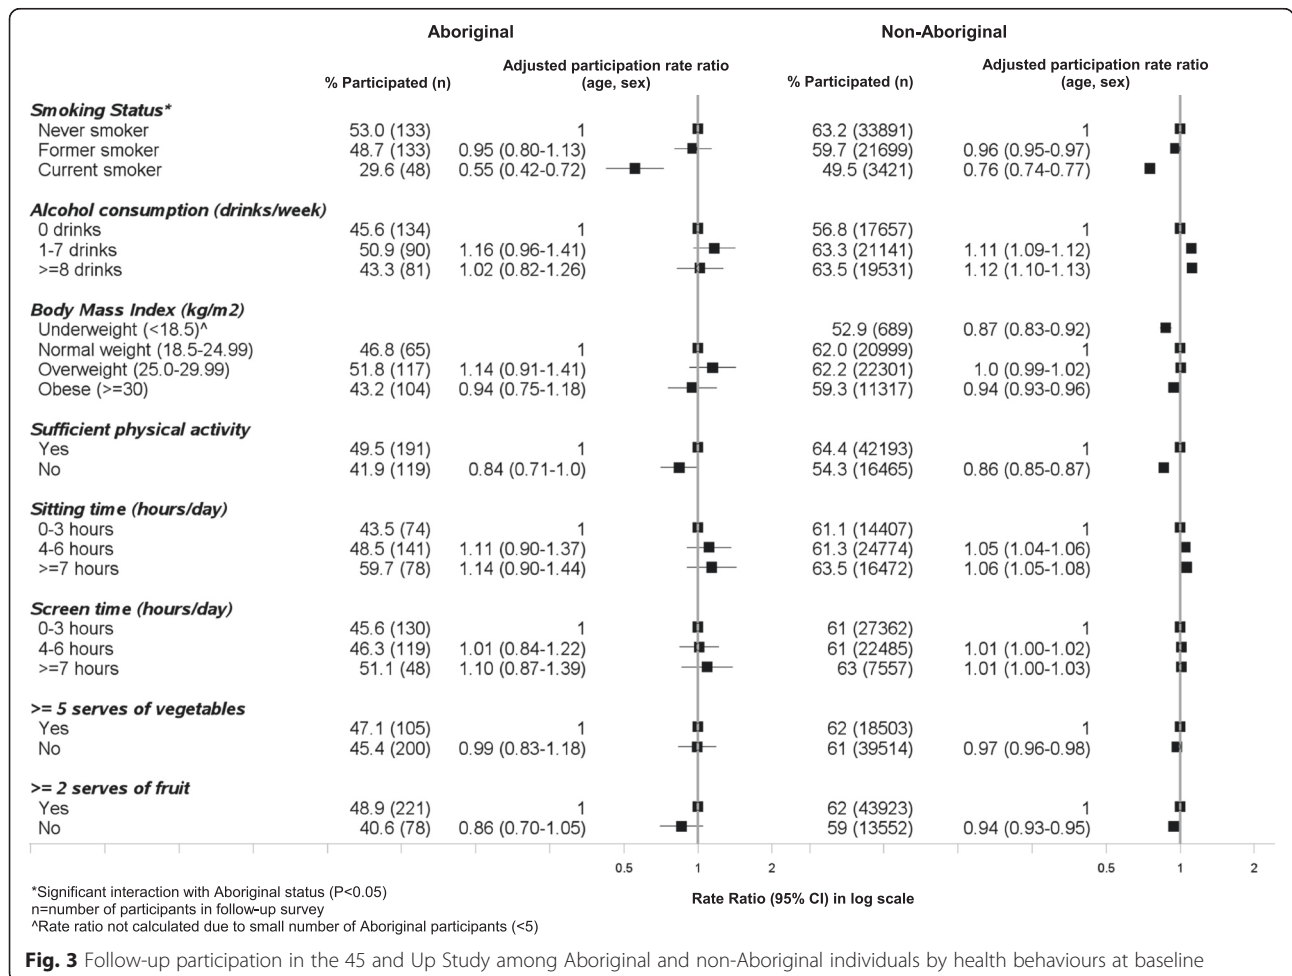 Aboriginal Non-Aboriginal
% Participated (n) Adjusted participation rate ratio (age, sex) % Participated (n) Adjusted participation rate ratio (age, sex)
Smoking Status*
Never smoker 53.0 (133) 1 63.2 (33891) 1
Former smoker 48.7 (133) 0.95 (0.80-1.13) 59.7 (21699) 0.96 (0.95-0.97)
Current smoker 29.6 (48) 0.55 (0.42-0.72) 49.5 (3421) 0.76 (0.74-0.77)
Alcohol consumption (drinks/week)
0 drinks 45.6 (134) 1 56.8 (17657) 1
1-7 drinks 50.9 (90) 1.16 (0.96-1.41) 63.3 (21141) 1.11 (1.09-1.12)
>=8 drinks 43.3 (81) 1.02 (0.82-1.26) 63.5 (19531) 1.12 (1.10-1.13)
Body Mass Index (kg/m2)
Underweight (<18.5)^ 52.9 (689) 0.87 (0.83-0.92)
Normal weight (18.5-24.99) 46.8 (65) 1 62.0 (20999) 1
Overweight (25.0-29.99) 51.8 (117) 1.14 (0.91-1.41) 62.2 (22301) 1.0 (0.99-1.02)
Obese (>=30) 43.2 (104) 0.94 (0.75-1.18) 59.3 (11317) 0.94 (0.93-0.96)
Sufficient physical activity
Yes 49.5 (191) 1 64.4 (42193) 1
No 41.9 (119) 0.84 (0.71-1.0) 54.3 (16465) 0.86 (0.85-0.87)
Sitting time (hours/day)
0-3 hours 43.5 (74) 1 61.1 (14407) 1
4-6 hours 48.5 (141) 1.11 (0.90-1.37) 61.3 (24774) 1.05 (1.04-1.06)
>=7 hours 59.7 (78) 1.14 (0.90-1.44) 63.5 (16472) 1.06 (1.05-1.08)
Screen time (hours/day)
0-3 hours 45.6 (130) 1 61 (27362) 1
4-6 hours 46.3 (119) 1.01 (0.84-1.22) 61 (22485) 1.01 (1.00-1.02)
>=7 hours 51.1 (48) 1.10 (0.87-1.39) 63 (7557) 1.01 (1.00-1.03)
>= 5 serves of vegetables
Yes 47.1 (105) 1 62 (18503) 1
No 45.4 (200) 0.99 (0.83-1.18) 61 (39514) 0.97 (0.96-0.98)
>= 2 serves of fruit
Yes 48.9 (221) 1 62 (43923) 1
No 40.6 (78) 0.86 (0.70-1.05) 59 (13552) 0.94 (0.93-0.95)
0.5 1 2 0.5 1 2
Rate Ratio (95% CI) in log scale
*Significant interaction with Aboriginal status (P<0.05)
n=number of participants in follow-up survey
^Rate ratio not calculated due to small number of Aboriginal participants (<5)
Fig. 3 Follow-up participation in the 45 and Up Study among Aboriginal and non-Aboriginal individuals by health behaviours at baseline